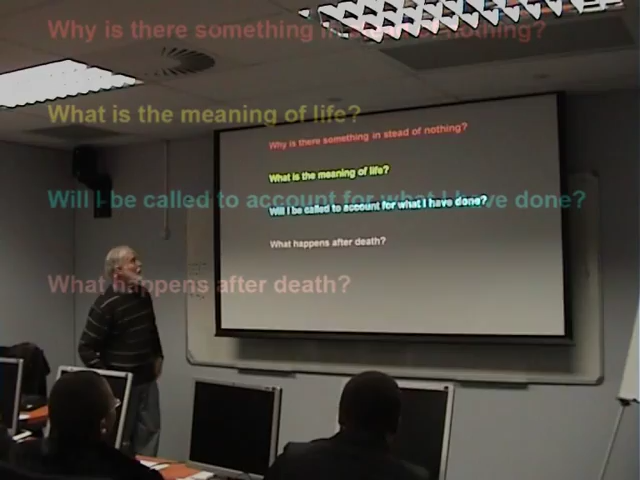 Why is there something in stead of nothing?
What is the meaning of life?
Will I be called to account for what I have done?
What happens after death?
Why is there something in stead of nothing?
What is the meaning of life?
Will I be called to account for what I have done?
What happens after death?